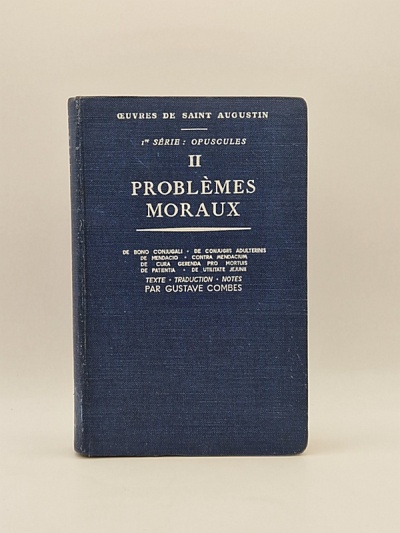 ŒUVRES DE SAINT AUGUSTIN
1re SÉRIE : OPUSCULES
II
PROBLÈMES
MORAUX
DE BONO CONJUGALI • DE CONJUGIIS ADULTERINIS
DE MENDACIO • CONTRA MENDACIUM
DE CURA GERENDA PRO MORTUIS
DE PATIENTIA • DE UTILITATE JEJUNII
TEXTE • TRADUCTION • NOTES
PAR GUSTAVE COMBES